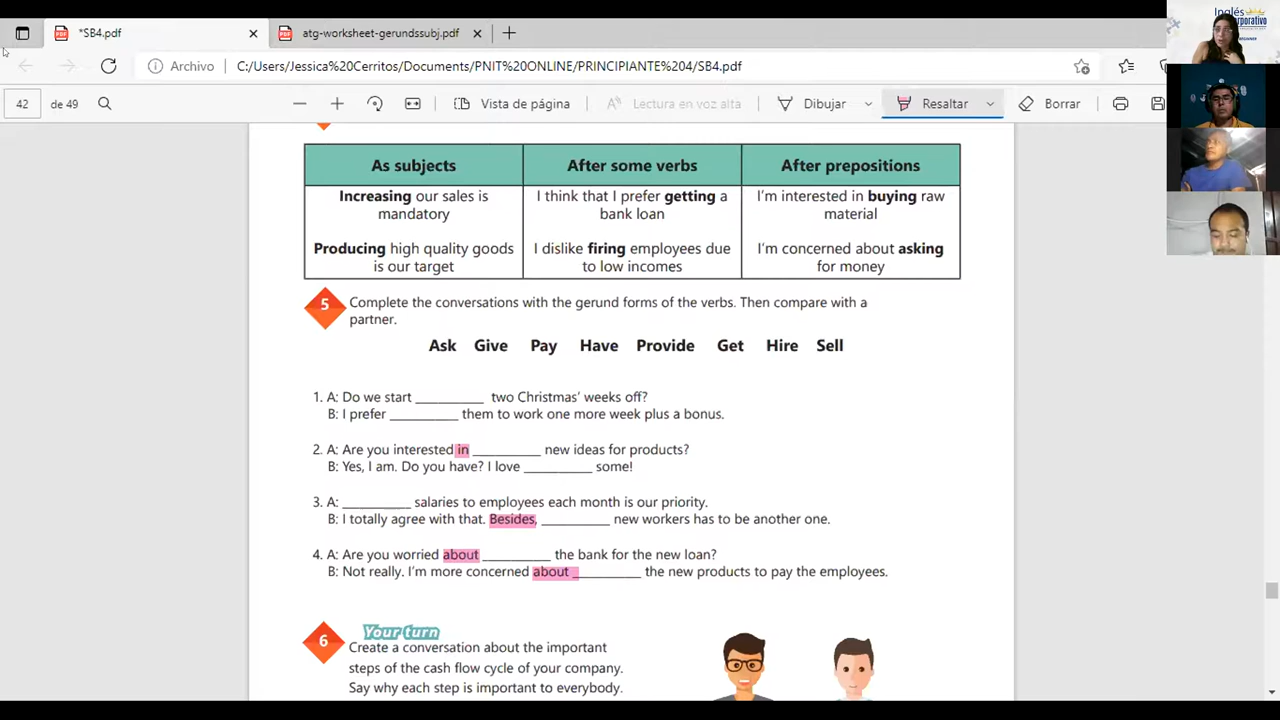 *SB4.pdf
atg-worksheet-gerundssubj.pdf
Archivo
C:/Users/Jessica%20Cerritos/Documents/PNIT%20ONLINE/PRINCIPIANTE%204/SB4.pdf
42 de 49
Vista de página
Lectura en voz alta
Dibujar
Resaltar
Borrar
Inglés
As subjects After some verbs After prepositions
Increasing our sales is mandatory
I think that I prefer getting a bank loan
I'm interested in buying raw material
Producing high quality goods is our target
I dislike firing employees due to low incomes
I'm concerned about asking for money
5 Complete the conversations with the gerund forms of the verbs. Then compare with a
partner.
Ask Give Pay Have Provide Get Hire Sell
1. A: Do we start __________ two Christmas' weeks off?
B: I prefer __________ them to work one more week plus a bonus.
2. A: Are you interested in __________ new ideas for products?
B: Yes, I am. Do you have? I love __________ some!
3. A: __________ salaries to employees each month is our priority.
B: I totally agree with that. Besides, __________ new workers has to be another one.
4. A: Are you worried about __________ the bank for the new loan?
B: Not really. I'm more concerned about __________ the new products to pay the employees.
6 Your turn
Create a conversation about the important
steps of the cash flow cycle of your company.
Say why each step is important to everybody.